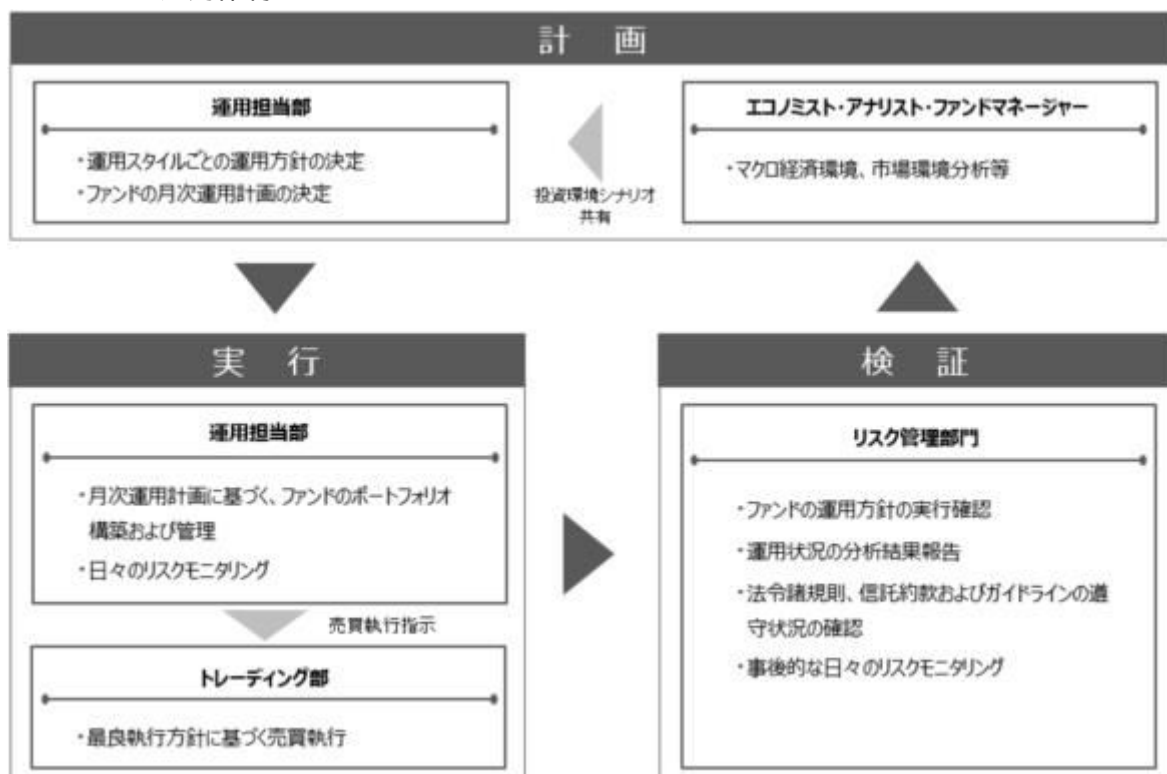 計 画
運用担当部
・運用スタイルごとの運用方針の決定
・ファンドの月次運用計画の決定
投資環境シナリオ
共有
エコノミスト・アナリスト・ファンドマネージャー
・マクロ経済環境、市場環境分析等
実 行
運用担当部
・月次運用計画に基づく、ファンドのポートフォリオ
構築および管理
・日々のリスクモニタリング
売買執行指示
トレーディング部
・最良執行方針に基づく売買執行
検 証
リスク管理部門
・ファンドの運用方針の実行確認
・運用状況の分析結果報告
・法令諸規則、信託約款およびガイドラインの遵
守状況の確認
・事後的な日々のリスクモニタリング